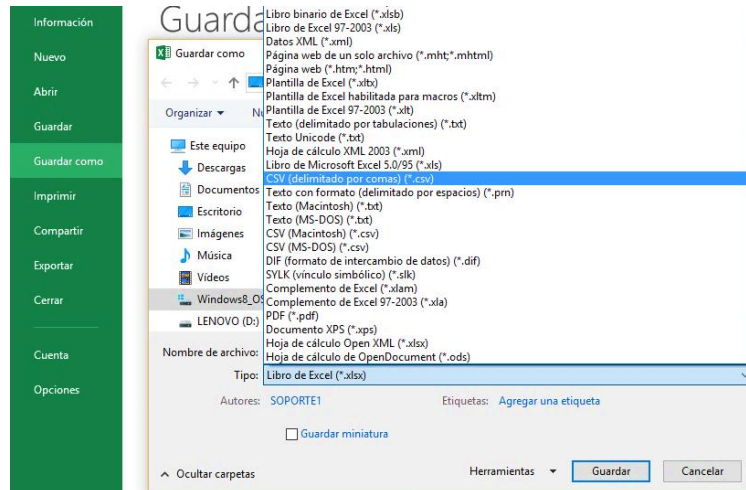 Información
Nuevo
Abrir
Guardar
Guardar como
Imprimir
Compartir
Exportar
Cerrar
Cuenta
Opciones
Guarda
Guardar como
Organizar
Este equipo
Descargas
Documentos
Escritorio
Imágenes
Música
Vídeos
Windows8_OS
LENOVO (D:)
Libro binario de Excel (*.xlsb)
Libro de Excel 97-2003 (*.xls)
Datos XML (*.xml)
Página web de un solo archivo (*.mht;*.mhtml)
Página web (*.htm;*.html)
Plantilla de Excel (*.xltx)
Plantilla de Excel habilitada para macros (*.xltm)
Plantilla de Excel 97-2003 (*.xlt)
Texto (delimitado por tabulaciones) (*.txt)
Texto Unicode (*.txt)
Hoja de cálculo XML 2003 (*.xml)
Libro de Microsoft Excel 5.0/95 (*.xls)
CSV (delimitado por comas) (*.csv)
Texto con formato (delimitado por espacios) (*.prn)
Texto (Macintosh) (*.txt)
Texto (MS-DOS) (*.txt)
CSV (Macintosh) (*.csv)
CSV (MS-DOS) (*.csv)
DIF (formato de intercambio de datos) (*.dif)
SYLK (vínculo simbólico) (*.slk)
Complemento de Excel (*.xlam)
Complemento de Excel 97-2003 (*.xla)
PDF (*.pdf)
Documento XPS (*.xps)
Hoja de cálculo Open XML (*.xlsx)
Hoja de cálculo de OpenDocument (*.ods)
Nombre de archivo:
Tipo: Libro de Excel (*.xlsx)
Autores: SOPORTE1 Etiquetas: Agregar una etiqueta
Guardar miniatura
Ocultar carpetas Herramientas Guardar Cancelar